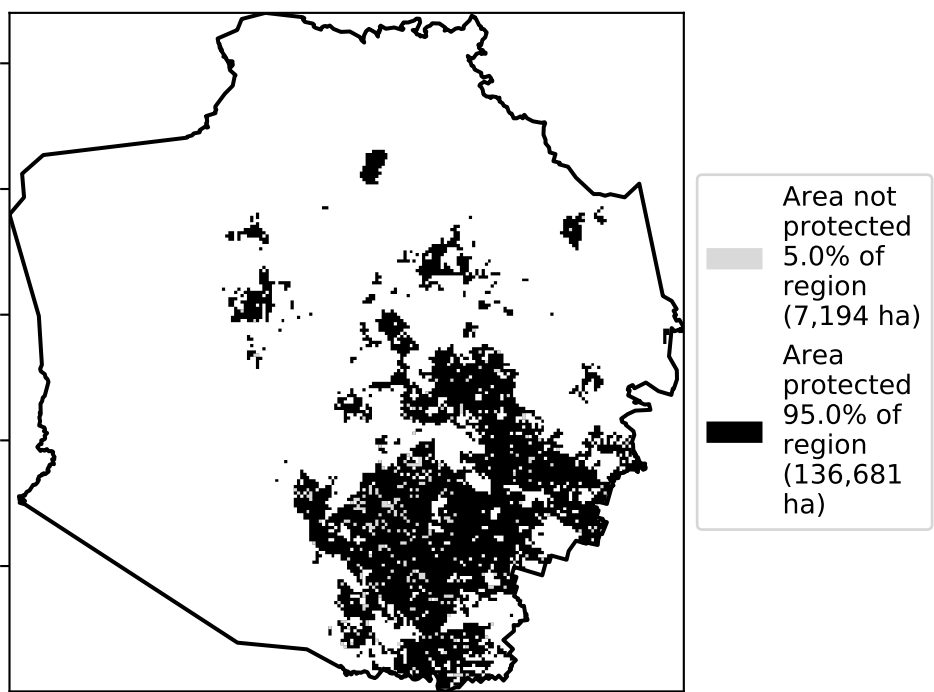 Area not
protected
5.0% of
region
(7,194 ha)
Area
protected
95.0% of
region
(136,681
ha)